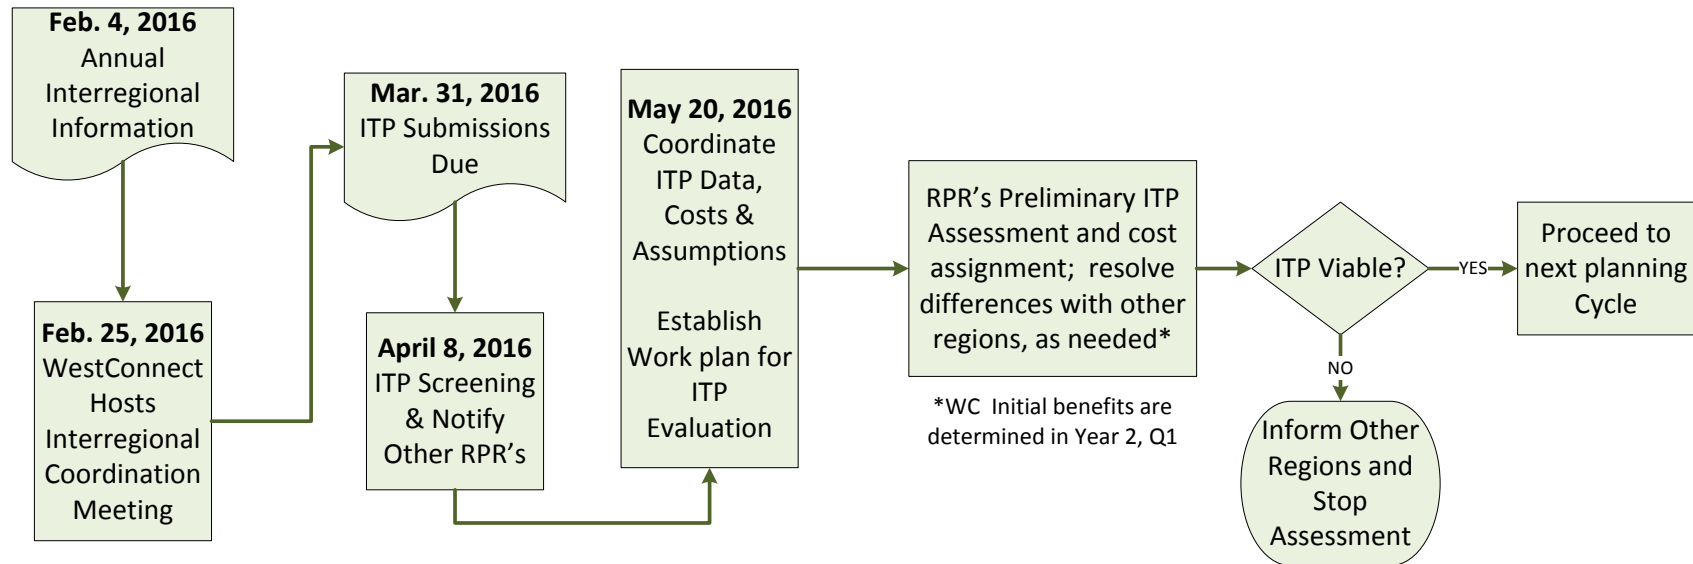 Feb. 4, 2016
Annual
Interregional
Information
Feb. 25, 2016
WestConnect
Hosts
Interregional
Coordination
Meeting
Mar. 31, 2016
ITP Submissions
Due
April 8, 2016
ITP Screening
& Notify
Other RPR's
May 20, 2016
Coordinate
ITP Data,
Costs &
Assumptions
Establish
Work plan for
ITP
Evaluation
RPR's Preliminary ITP
Assessment and cost
assignment; resolve
differences with other
regions, as needed*
*WC Initial benefits are
determined in Year 2, Q1
ITP Viable?
YES
Proceed to
next planning
Cycle
NO
Inform Other
Regions and
Stop
Assessment